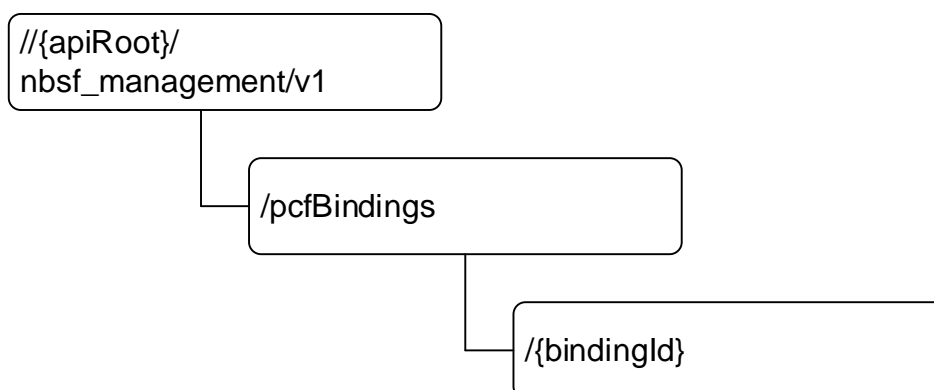 //{apiRoot}/
nbsf_management/v1
/pcfBindings
/{bindingId}